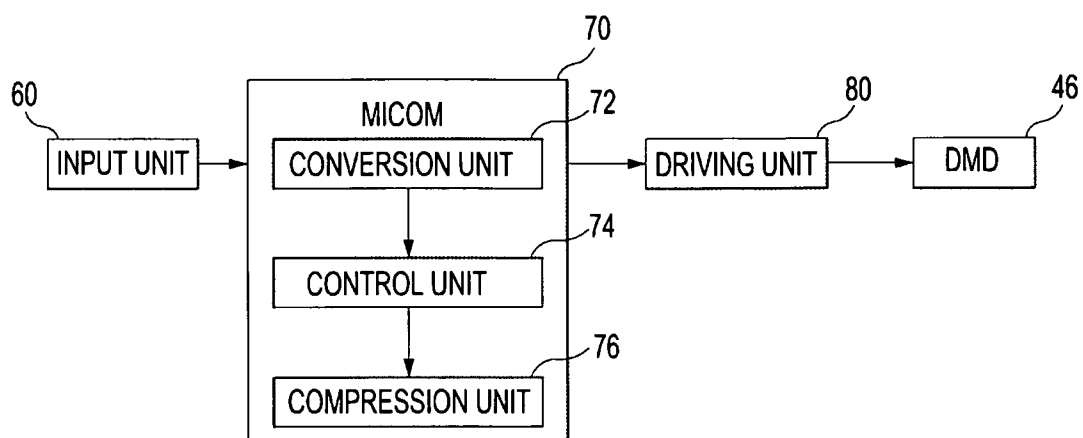 70
60
72
80
46
MICOM
INPUT UNIT
CONVERSION UNIT
DRIVING UNIT
DMD
74
CONTROL UNIT
76
COMPRESSION UNIT